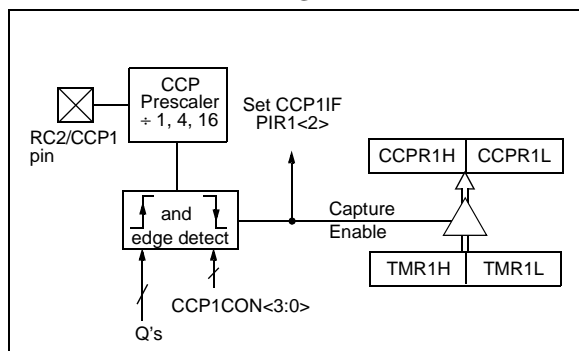 CCP
Prescaler
÷ 1, 4, 16
RC2/CCP1
pin
Set CCP1IF
PIR1<2>
CCPR1H CCPR1L
and
edge detect
Capture
Enable
TMR1H TMR1L
CCP1CON<3:0>
Q's